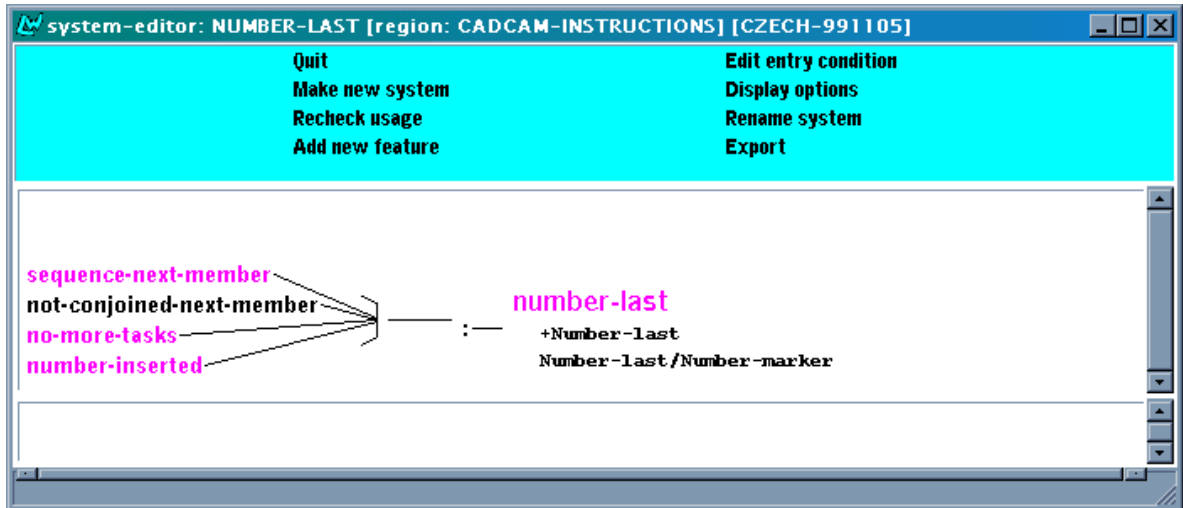 system-editor: NUMBER-LAST [region: CADCAM-INSTRUCTIONS] [CZECH-991105]
Quit Edit entry condition
Make new system Display options
Recheck usage Rename system
Add new feature Export
sequence-next-member
not-conjoined-next-member
no-more-tasks
number-inserted
:
number-last
+Number-last
Number-last/Number-marker